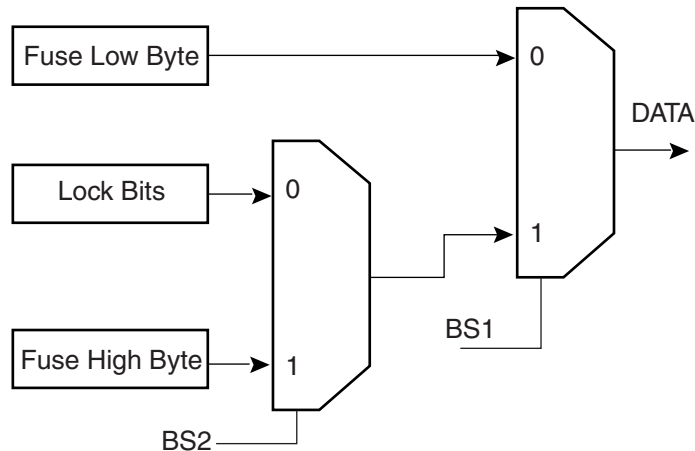 Fuse Low Byte
0
DATA
Lock Bits
0
1
BS1
Fuse High Byte
1
BS2